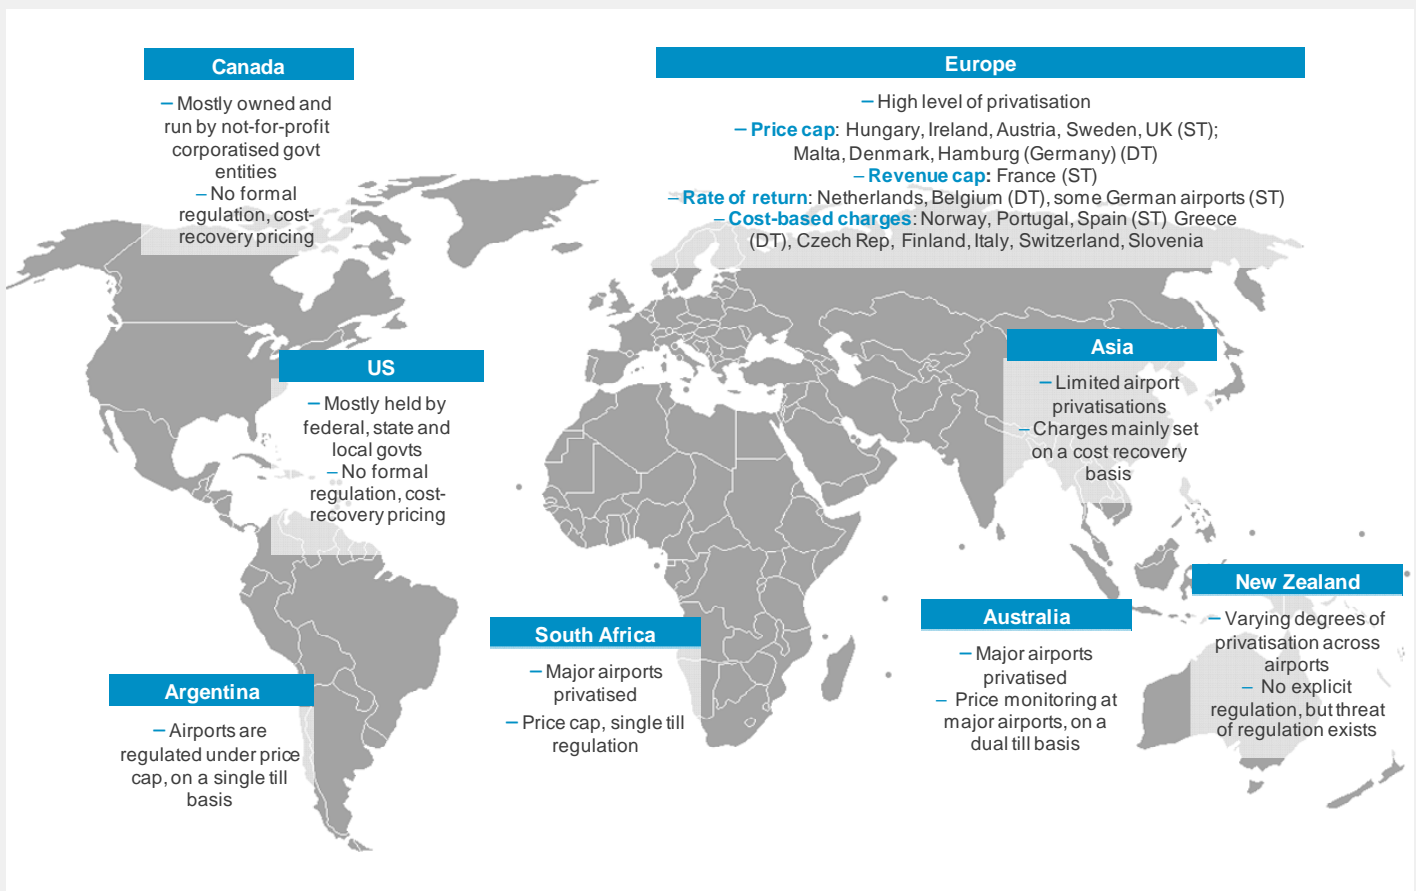 Canada
– Mostly owned and
run by not-for-profit
corporatised govt
entities
– No formal
regulation, cost-
recovery pricing
Europe
– High level of privatisation
– Price cap: Hungary, Ireland, Austria, Sweden, UK (ST);
Malta, Denmark, Hamburg (Germany) (DT)
– Revenue cap: France (ST)
– Rate of return: Netherlands, Belgium (DT), some German airports (ST)
– Cost-based charges: Norway, Portugal, Spain (ST) Greece
(DT), Czech Rep, Finland, Italy, Switzerland, Slovenia
US
– Mostly held by
federal, state and
local govts
– No formal
regulation, cost-
recovery pricing
Asia
– Limited airport
privatisations
– Charges mainly set
on a cost recovery
basis
New Zealand
– Varying degrees of
privatisation across
airports
– No explicit
regulation, but threat
of regulation exists
Australia
– Major airports
privatised
– Price monitoring at
major airports, on a
dual till basis
South Africa
– Major airports
privatised
– Price cap, single till
regulation
Argentina
– Airports are
regulated under price
cap, on a single till
basis